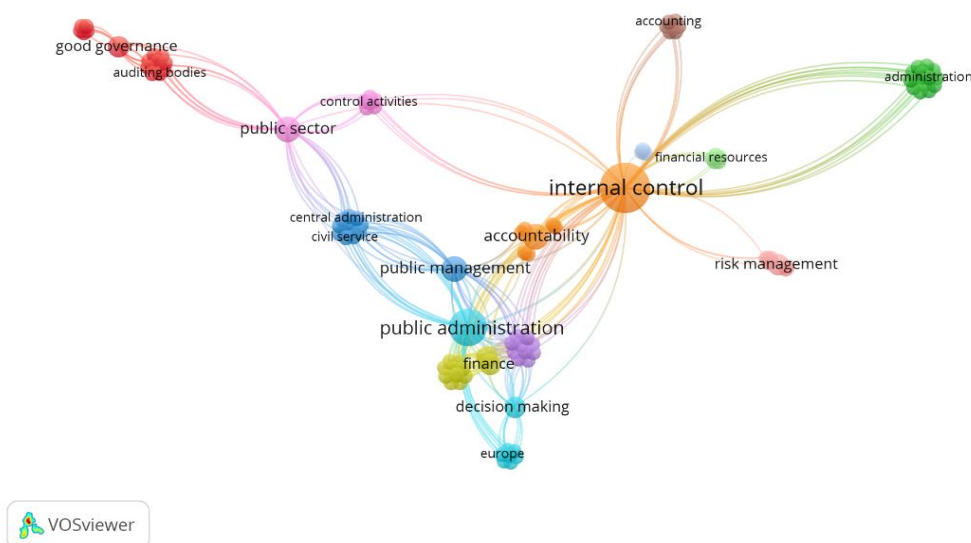 accounting
good governance
auditing bodies
administration
control activities
public sector
financial resources
internal control
central administration
civil service
accountability
public management
risk management
public administration
finance
decision making
europe
VOSviewer